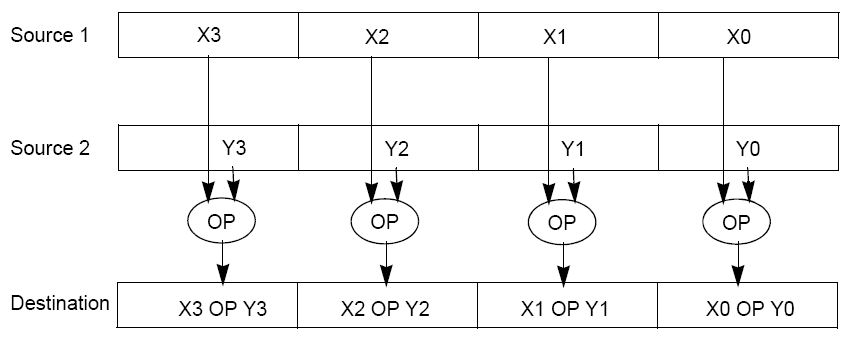 Source 1 X3 X2 X1 X0
Source 2 Y3 Y2 Y1 Y0
OP OP OP OP
Destination X3 OP Y3 X2 OP Y2 X1 OP Y1 X0 OP Y0